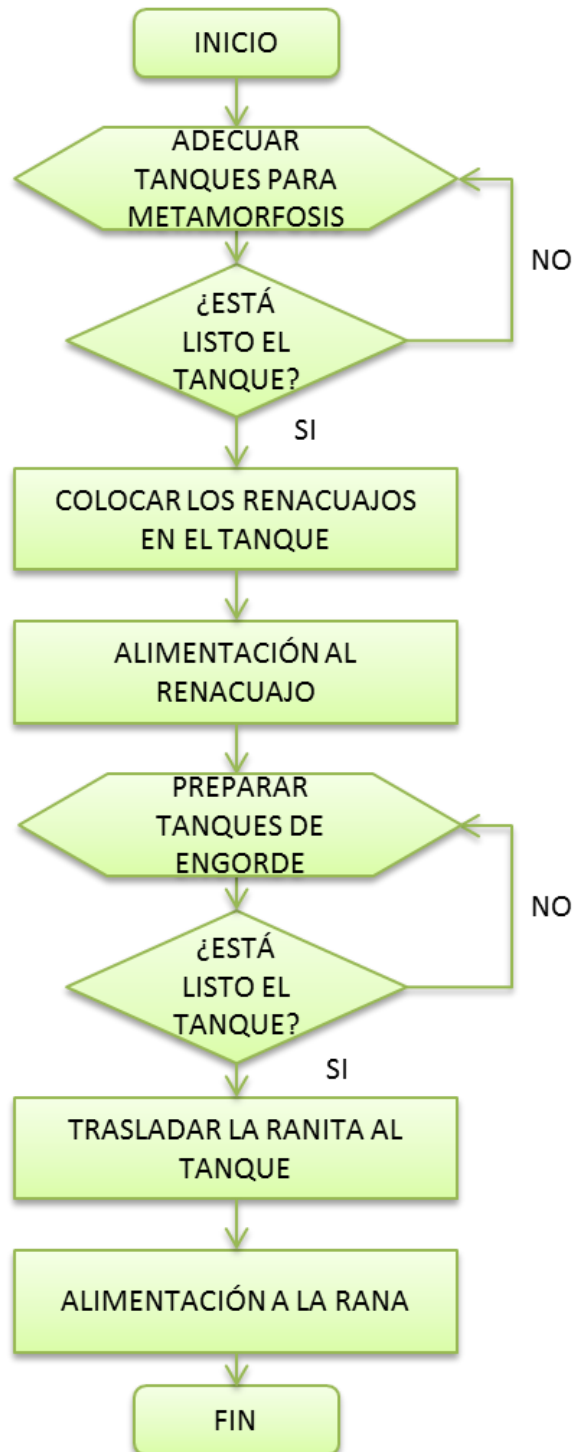 INICIO
ADECUAR
TANQUES PARA
METAMORFOSIS
NO
¿ESTÁ
LISTO EL
TANQUE?
SI
COLOCAR LOS RENACUAJOS
EN EL TANQUE
ALIMENTACIÓN AL
RENACUAJO
PREPARAR
TANQUES DE
ENGORDE
NO
¿ESTÁ
LISTO EL
TANQUE?
SI
TRASLADAR LA RANITA AL
TANQUE
ALIMENTACIÓN A LA RANA
FIN